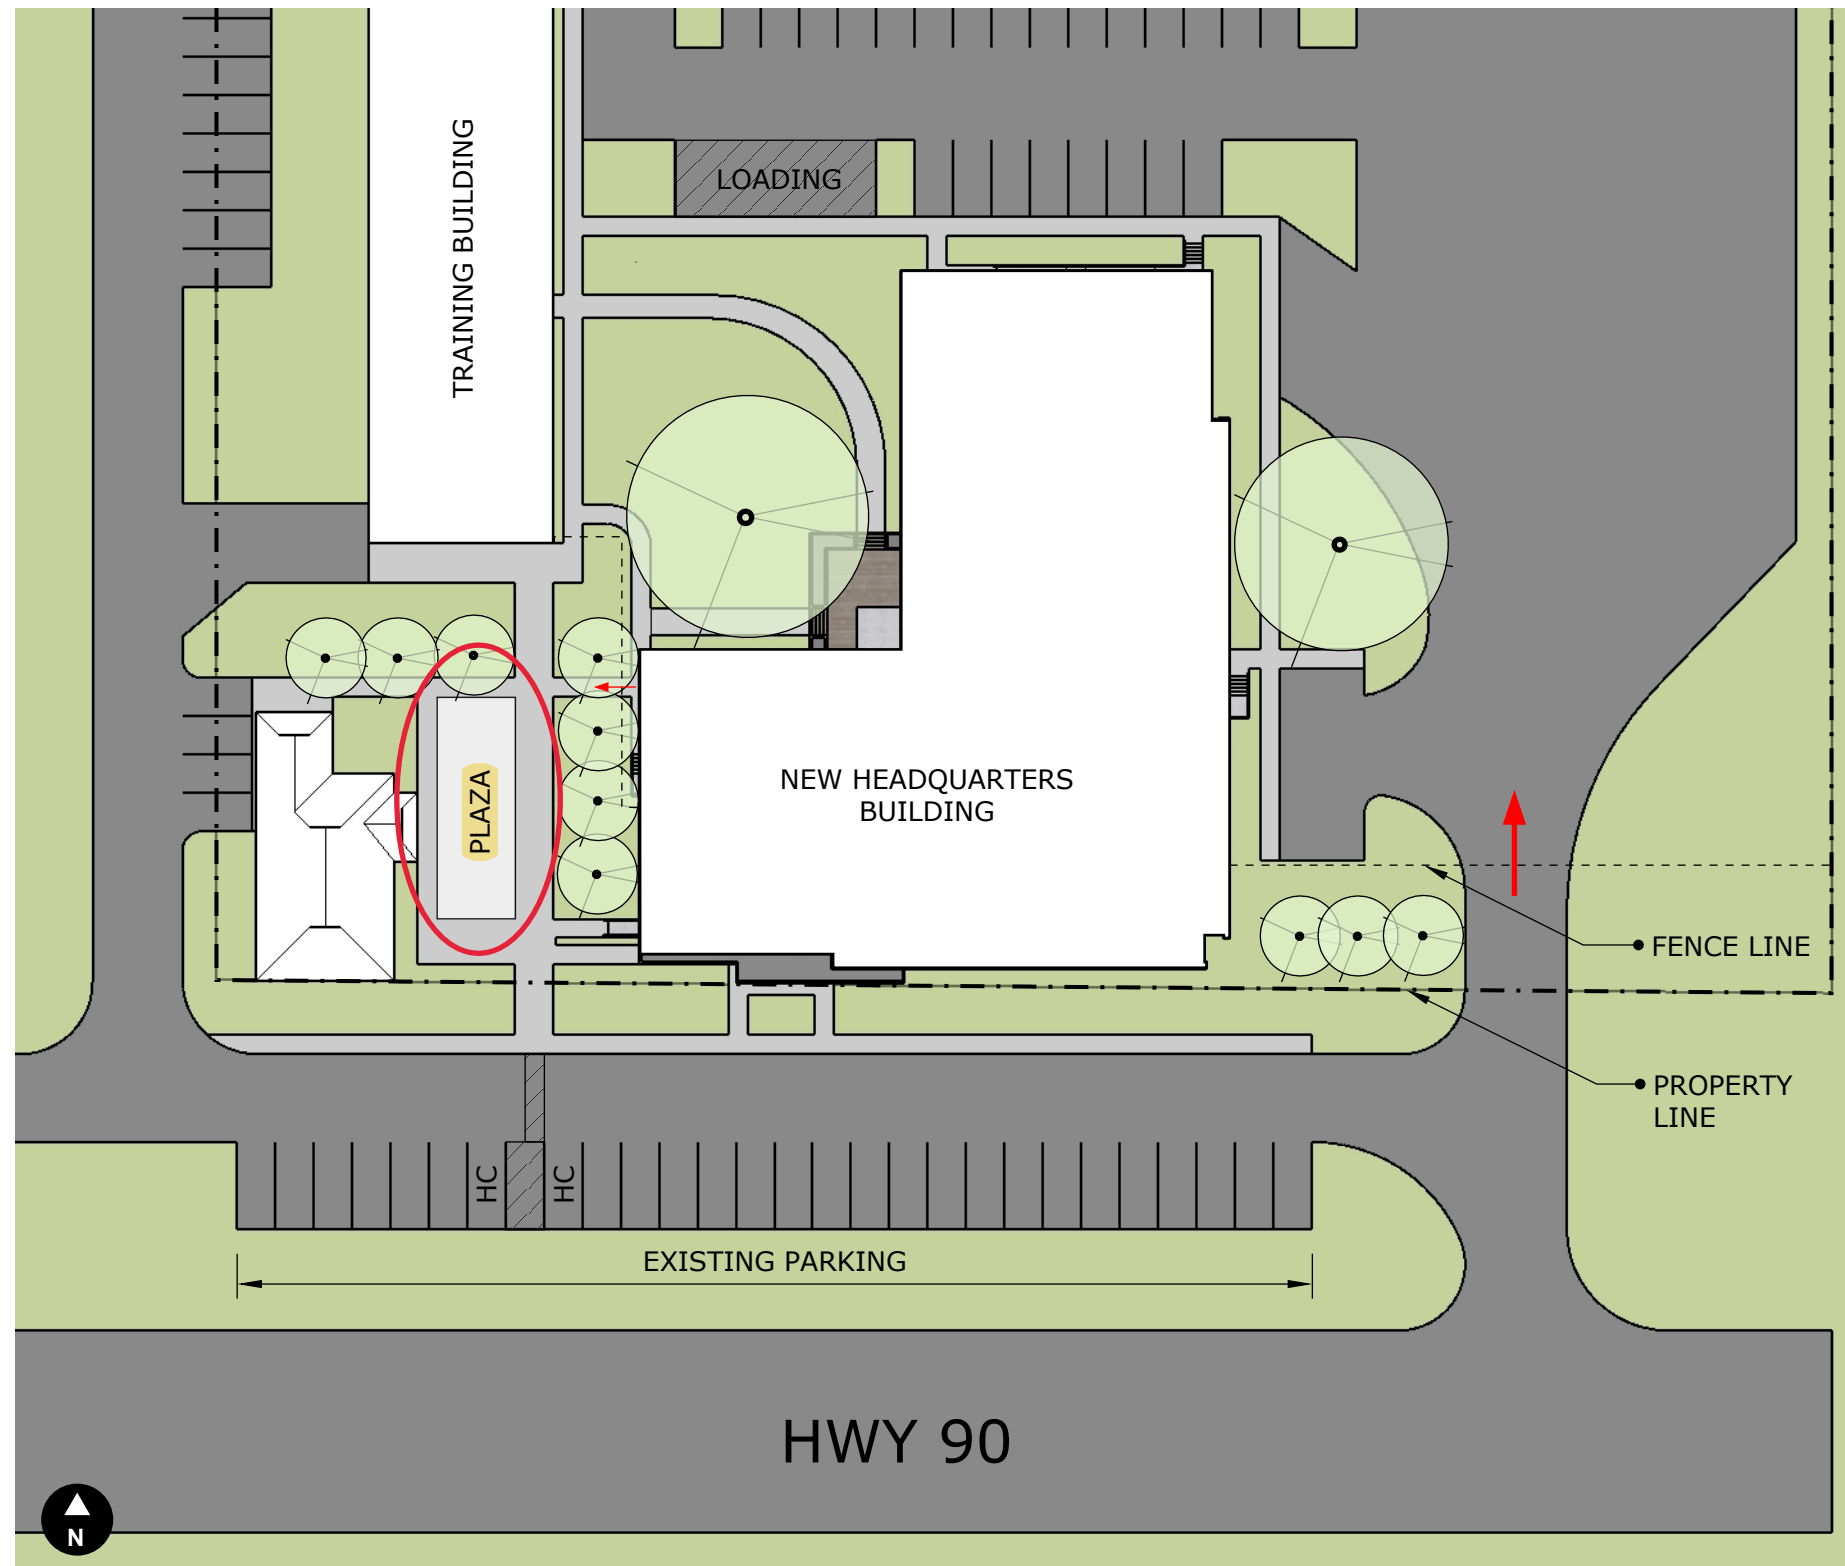 TRAINING BUILDING
LOADING
PLAZA
NEW HEADQUARTERS
BUILDING
FENCE LINE
PROPERTY
LINE
HC
HC
EXISTING PARKING
HWY 90
N